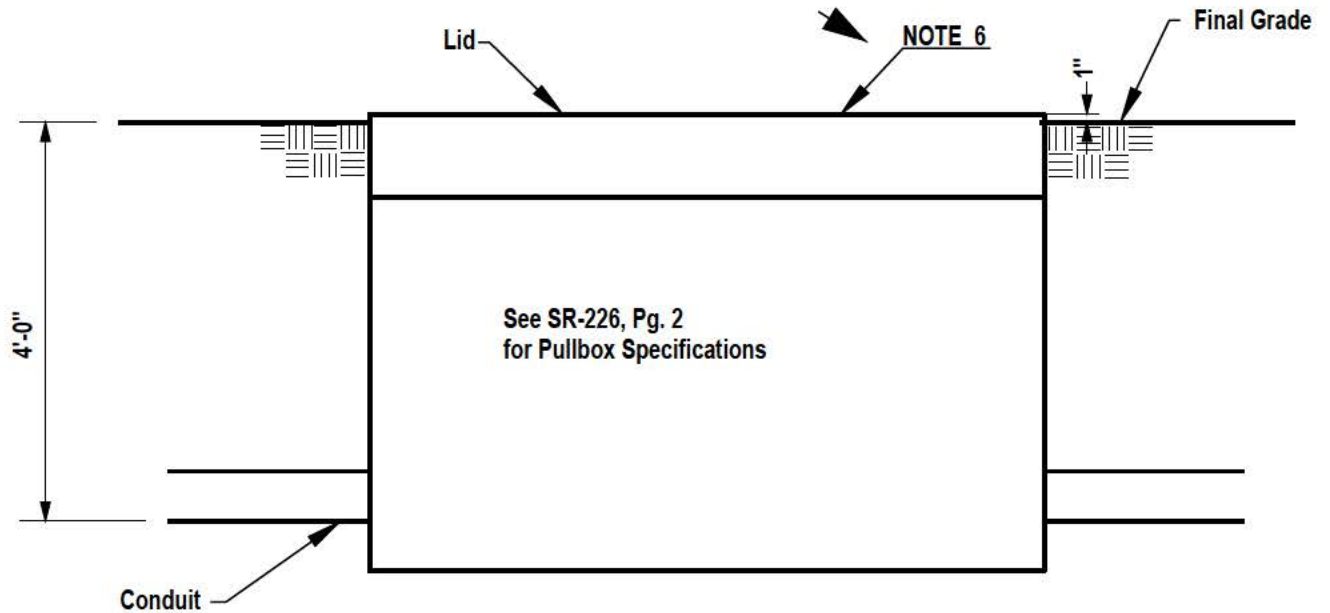 Final Grade
Lid
NOTE 6
1"
4'-0"
See SR-226, Pg. 2
for Pullbox Specifications
Conduit